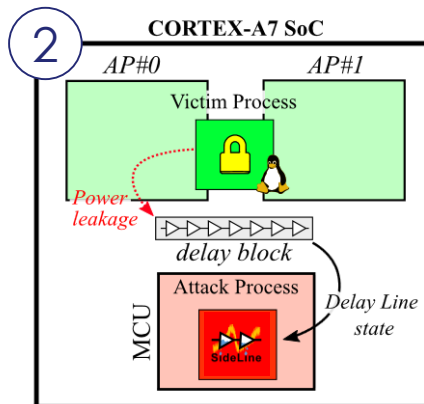 2
CORTEX-A7 SoC
AP#0
AP#1
Victim Process
Power
leakage
delay block
Attack Process
Delay Line
state
MCU
SideLine